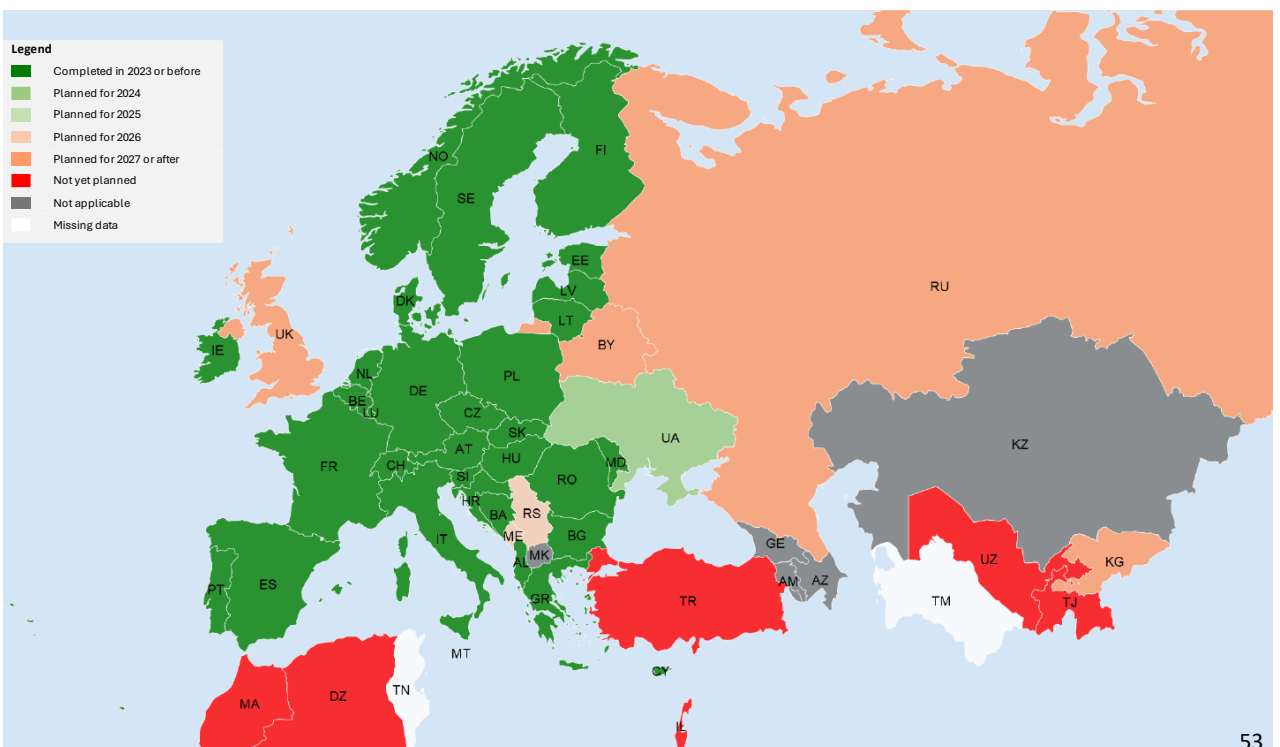 Legend
Completed in 2023 or before
Planned for 2024
Planned for 2025
Planned for 2026
Planned for 2027 or after
Not yet planned
Not applicable
Missing data
NO
FI
SE
EE
LV
DK
LT
RU
UK
IE
BY
NL
PL
DE
BE
LU
CZ
SK
UA
KZ
AT
HU
FR
CH
MD
SI
RO
HR
BA
RS
IT
ME
BG
GE
MK
AL
UZ
KG
PT
ES
AM
AZ
GR
TR
TM
TJ
MT
CY
TN
DZ
MA
IL
53